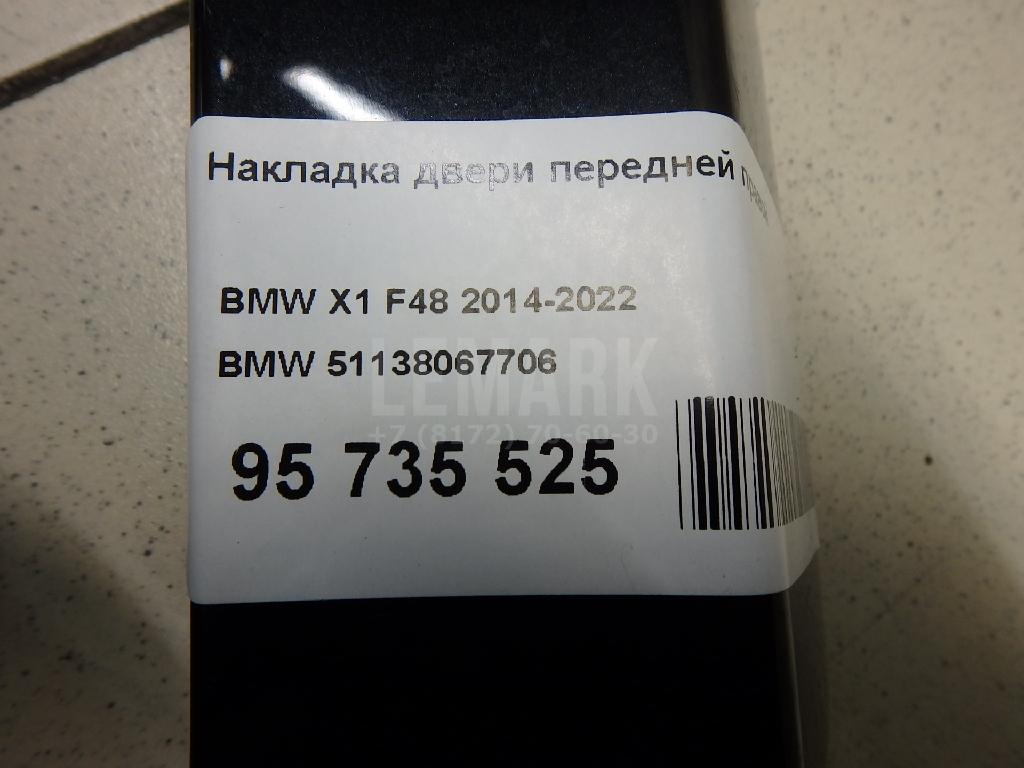 Накладка двери передней
BMW X1 F48 2014-2022
BMW 51138067706
LEMARK
+7 (8172) 70-60-30
95 735 525